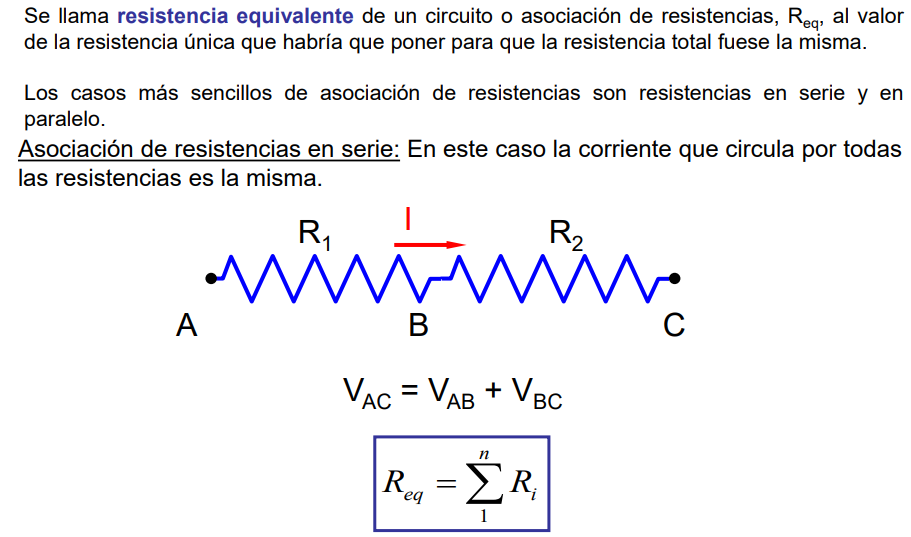 Se llama resistencia equivalente de un circuito o asociación de resistencias, Req, al valor
de la resistencia única que habría que poner para que la resistencia total fuese la misma.
Los casos más sencillos de asociación de resistencias son resistencias en serie y en
paralelo.
Asociación de resistencias en serie: En este caso la corriente que circula por todas
las resistencias es la misma.
R1 I R2
A B C
VAC = VAB + VBC
n
Req = ∑ Ri
1